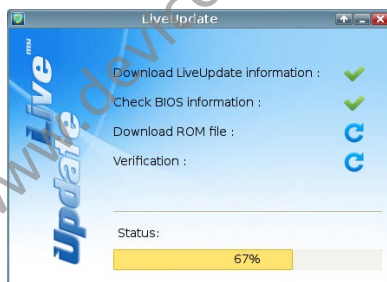 LiveUpdate
msi
Live Update
Download LiveUpdate information :
Check BIOS information :
Download ROM file :
Verification :
Status:
67%